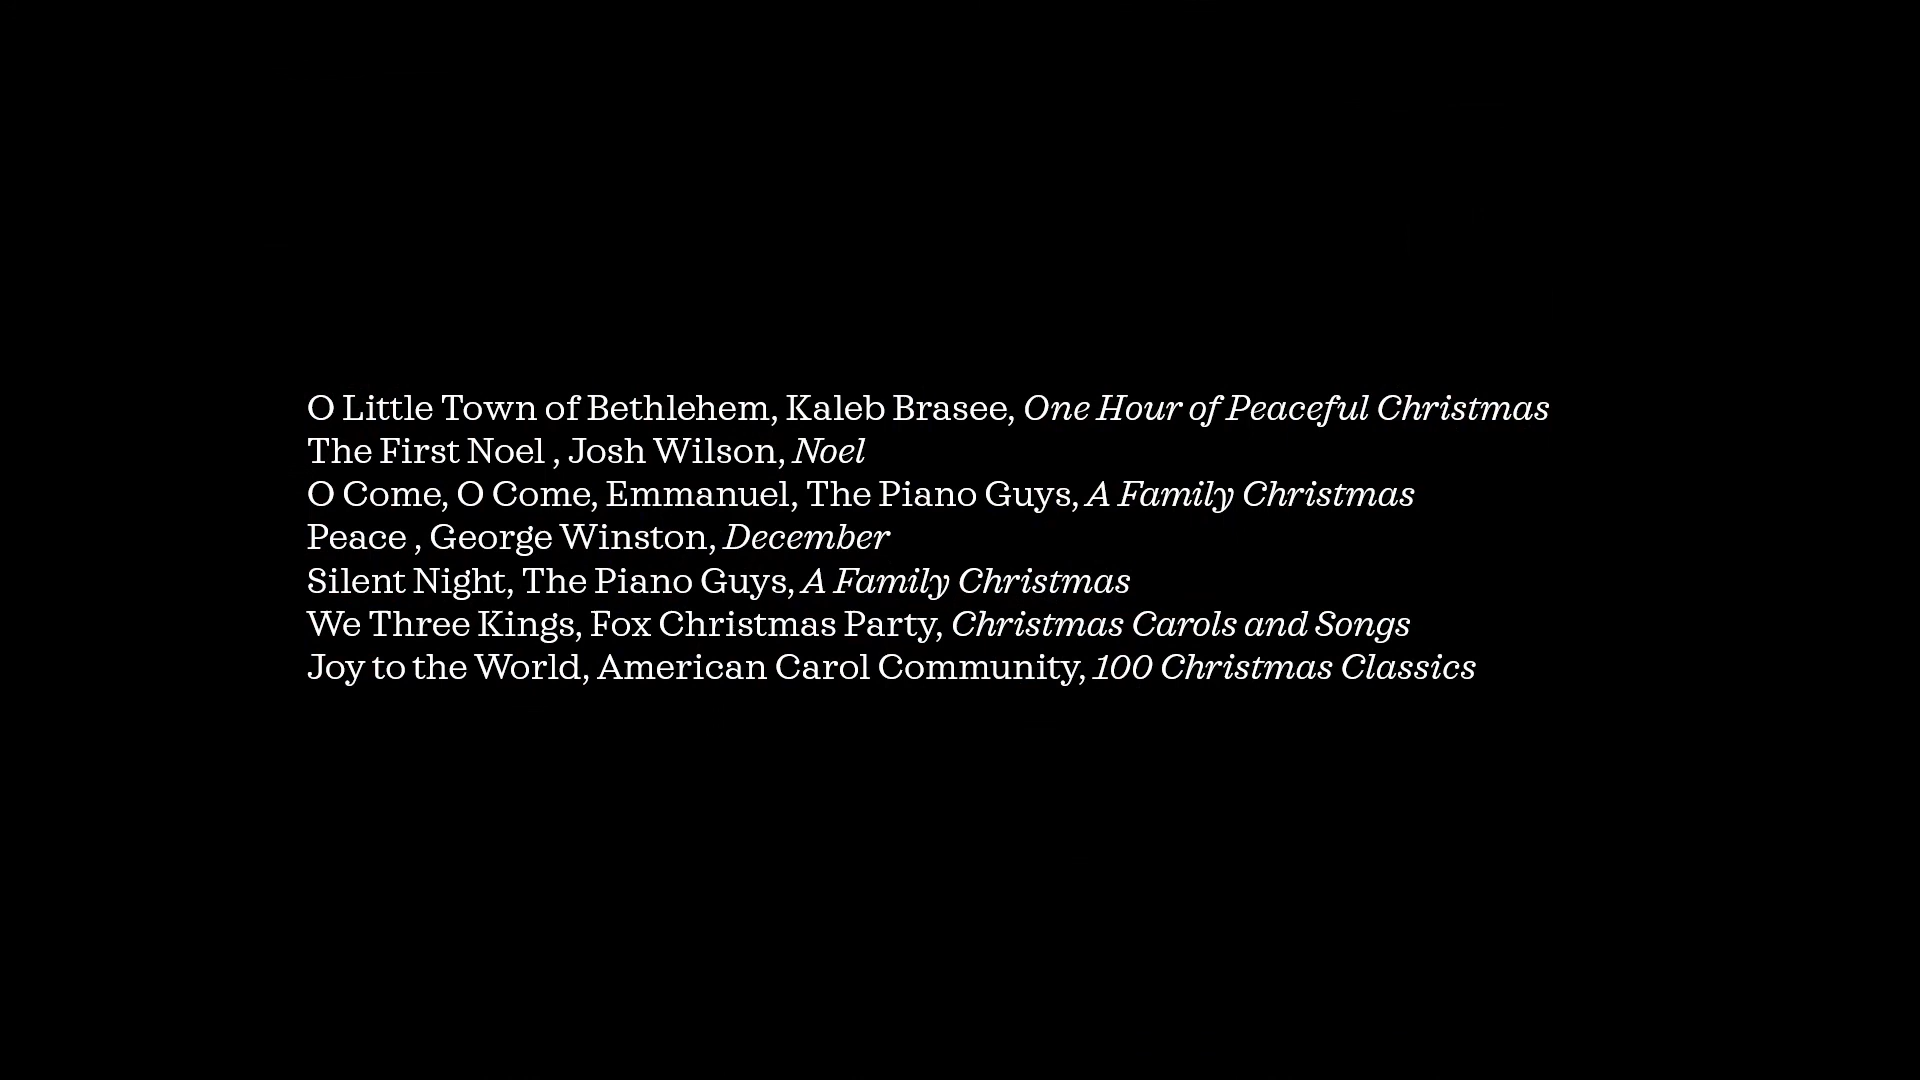 O Little Town of Bethlehem, Kaleb Brasee, One Hour of Peaceful Christmas
The First Noel , Josh Wilson, Noel
O Come, O Come, Emmanuel, The Piano Guys, A Family Christmas
Peace , George Winston, December
Silent Night, The Piano Guys, A Family Christmas
We Three Kings, Fox Christmas Party, Christmas Carols and Songs
Joy to the World, American Carol Community, 100 Christmas Classics